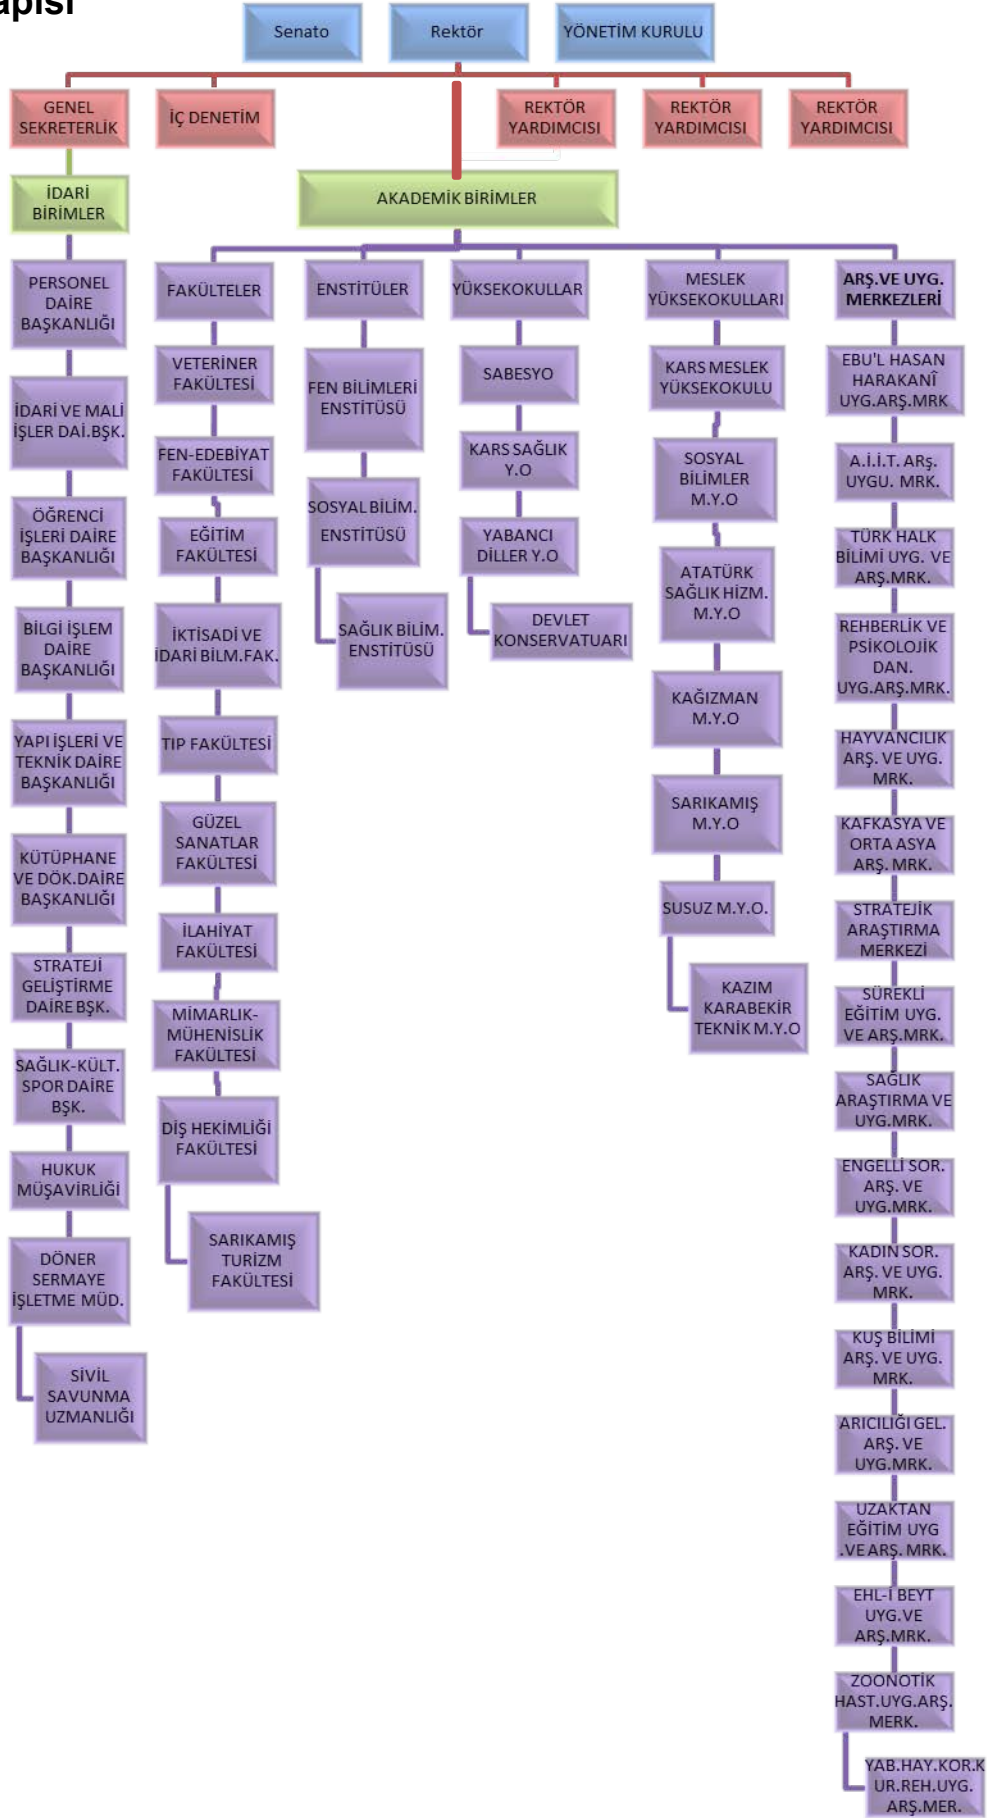 apısı
Senato
Rektör
YÖNETİM KURULU
GENEL
SEKRETERLİK
İÇ DENETİM
REKTÖR
YARDIMCISI
REKTÖR
YARDIMCISI
REKTÖR
YARDIMCISI
İDARİ
BİRİMLER
AKADEMİK BİRİMLER
PERSONEL
DAİRE
BAŞKANLIĞI
İDARİ VE MALİ
İŞLER DAİ.BŞK.
ÖĞRENCİ
İŞLERİ DAİRE
BAŞKANLIĞI
BİLGİ İŞLEM
DAİRE
BAŞKANLIĞI
YAPI İŞLERİ VE
TEKNİK DAİRE
BAŞKANLIĞI
KÜTÜPHANE
VE DÖK.DAİRE
BAŞKANLIĞI
STRATEJİ
GELİŞTİRME
DAİRE BŞK.
SAĞLIK-KÜLT.
SPOR DAİRE
BŞK.
HUKUK
MÜŞAVİRLİĞİ
DÖNER
SERMAYE
İŞLETME MÜD.
SİVİL
SAVUNMA
UZMANLIĞI
FAKÜLTELER
VETERİNER
FAKÜLTESİ
FEN-EDEBİYAT
FAKÜLTESİ
EĞİTİM
FAKÜLTESİ
İKTİSADİ VE
İDARİ BİLM.FAK.
TIP FAKÜLTESİ
GÜZEL
SANATLAR
FAKÜLTESİ
İLAHİYAT
FAKÜLTESİ
MİMARLIK-
MÜHENİSLİK
FAKÜLTESİ
DİŞ HEKİMLİĞİ
FAKÜLTESİ
SARIKAMIŞ
TURİZM
FAKÜLTESİ
ENSTİTÜLER
FEN BİLİMLERİ
ENSTİTÜSÜ
SOSYAL BİLİM.
ENSTİTÜSÜ
SAĞLIK BİLİM.
ENSTİTÜSÜ
YÜKSEKOKULLAR
SABESYO
KARS SAĞLIK
Y.O
YABANCI
DİLLER Y.O
DEVLET
KONSERVATUARI
MESLEK
YÜKSEKOKULLARI
KARS MESLEK
YÜKSEKOKULU
SOSYAL
BİLİMLER
M.Y.O
ATATÜRK
SAĞLIK HİZM.
M.Y.O
KAĞIZMAN
M.Y.O
SARIKAMIŞ
M.Y.O
SUSUZ M.Y.O.
KAZIM
KARABEKİR
TEKNİK M.Y.O
ARŞ.VE UYG.
MERKEZLERİ
EBU'L HASAN
HARAKANÎ
UYG.ARŞ.MRK
A.İ.İ.T. ARş.
UYGU. MRK.
TÜRK HALK
BİLİMİ UYG. VE
ARŞ.MRK.
REHBERLİK VE
PSİKOLOJİK
DAN.
UYG.ARŞ.MRK.
HAYVANCILIK
ARŞ. VE UYG.
MRK.
KAFKASYA VE
ORTA ASYA
ARŞ. MRK.
STRATEJİK
ARAŞTIRMA
MERKEZİ
SÜREKLİ
EĞİTİM UYG.
VE ARŞ.MRK.
SAĞLIK
ARAŞTIRMA VE
UYG.MRK.
ENGELLİ SOR.
ARŞ. VE
UYG.MRK.
KADIN SOR.
ARŞ. VE UYG.
MRK.
KUŞ BİLİMİ
ARŞ. VE UYG.
MRK.
ARICILIĞI GEL.
ARŞ. VE
UYG.MRK.
UZAKTAN
EĞİTİM UYG
.VE ARŞ. MRK.
EHL-İ BEYT
UYG.VE
ARŞ.MRK.
ZOONOTİK
HAST.UYG.ARŞ.
MERK.
YAB.HAY.KOR.K
UR.REH.UYG.
ARŞ.MER.